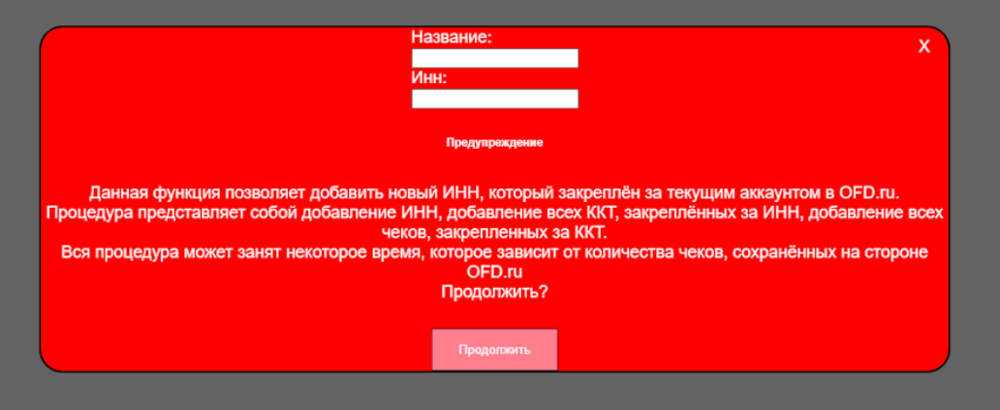 Название:
X
Инн:
Предупреждение
Данная функция позволяет добавить новый ИНН, который закреплён за текущим аккаунтом в OFD.ru.
Процедура представляет собой добавление ИНН, добавление всех ККТ, закреплённых за ИНН, добавление всех
чеков, закрепленных за ККТ.
Вся процедура может занят некоторое время, которое зависит от количества чеков, сохранённых на стороне
OFD.ru
Продолжить?
Продолжить